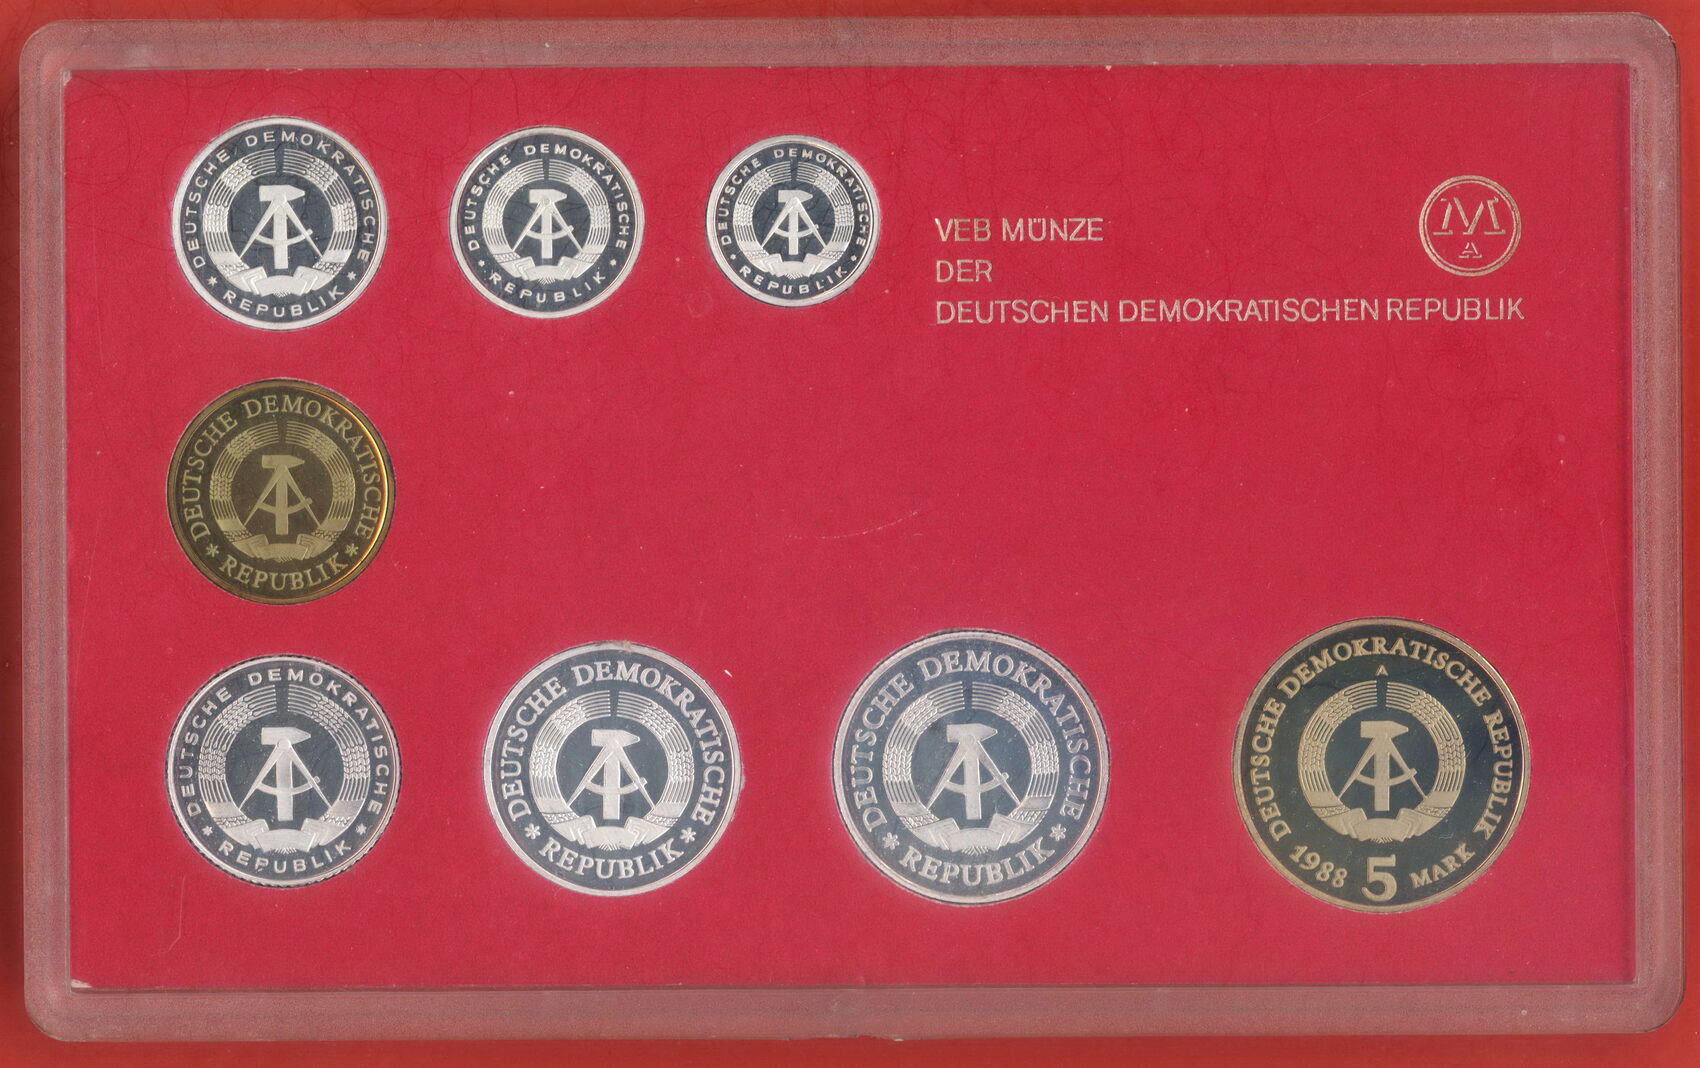 DEUTSCHE DEMOKRATISCHE
* REPUBLIK *
DEUTSCHE DEMOKRATISCHE
• REPUBLIK •
DEUTSCHE DEMOKRATISCHE
• REPUBLIK •
VEB MÜNZE
DER
DEUTSCHEN DEMOKRATISCHEN REPUBLIK
M
A
DEUTSCHE DEMOKRATISCHE
* REPUBLIK *
DEUTSCHE DEMOKRATISCHE
* REPUBLIK *
DEUTSCHE DEMOKRATISCHE
* REPUBLIK *
DEUTSCHE DEMOKRATISCHE
* REPUBLIK *
DEUTSCHE DEMOKRATISCHE REPUBLIK
A
1988 5 MARK